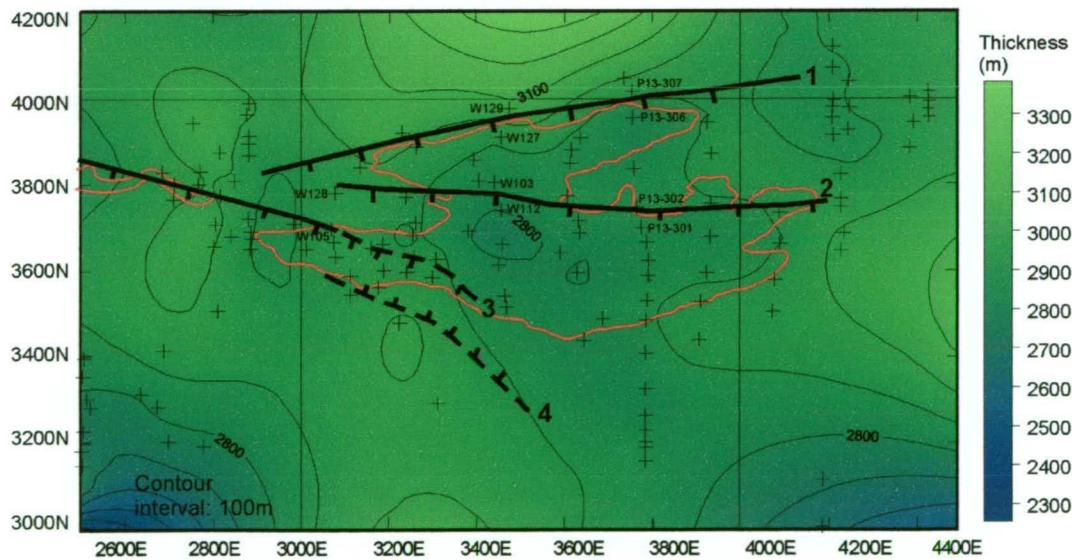 4200N
4000N
3800N
3600N
3400N
3200N
3000N
2600E 2800E 3000E 3200E 3400E 3600E 3800E 4000E 4200E 4400E
Thickness
(m)
3300
3200
3100
3000
2900
2800
2700
2600
2500
2400
2300
1
P13-307
3100
W129
P13-306
W127
W128
W103
P13-302
2
W112
P13-301
W105
2800
3
4
2800
2800
Contour
interval: 100m